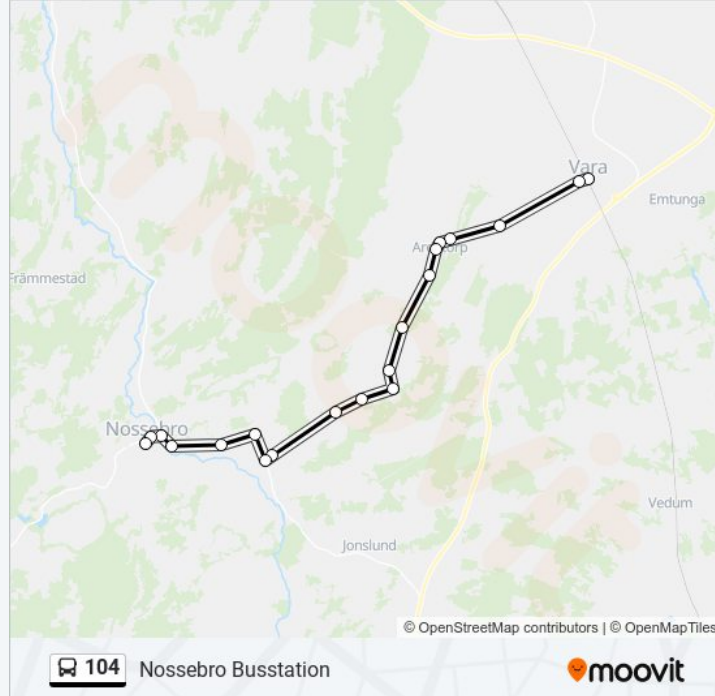 Vara
Emtunga
Främmestad
Nossebro
Vedum
Jonslund
© OpenStreetMap contributors | © OpenMapTiles
104 Nossebro Busstation
moovit